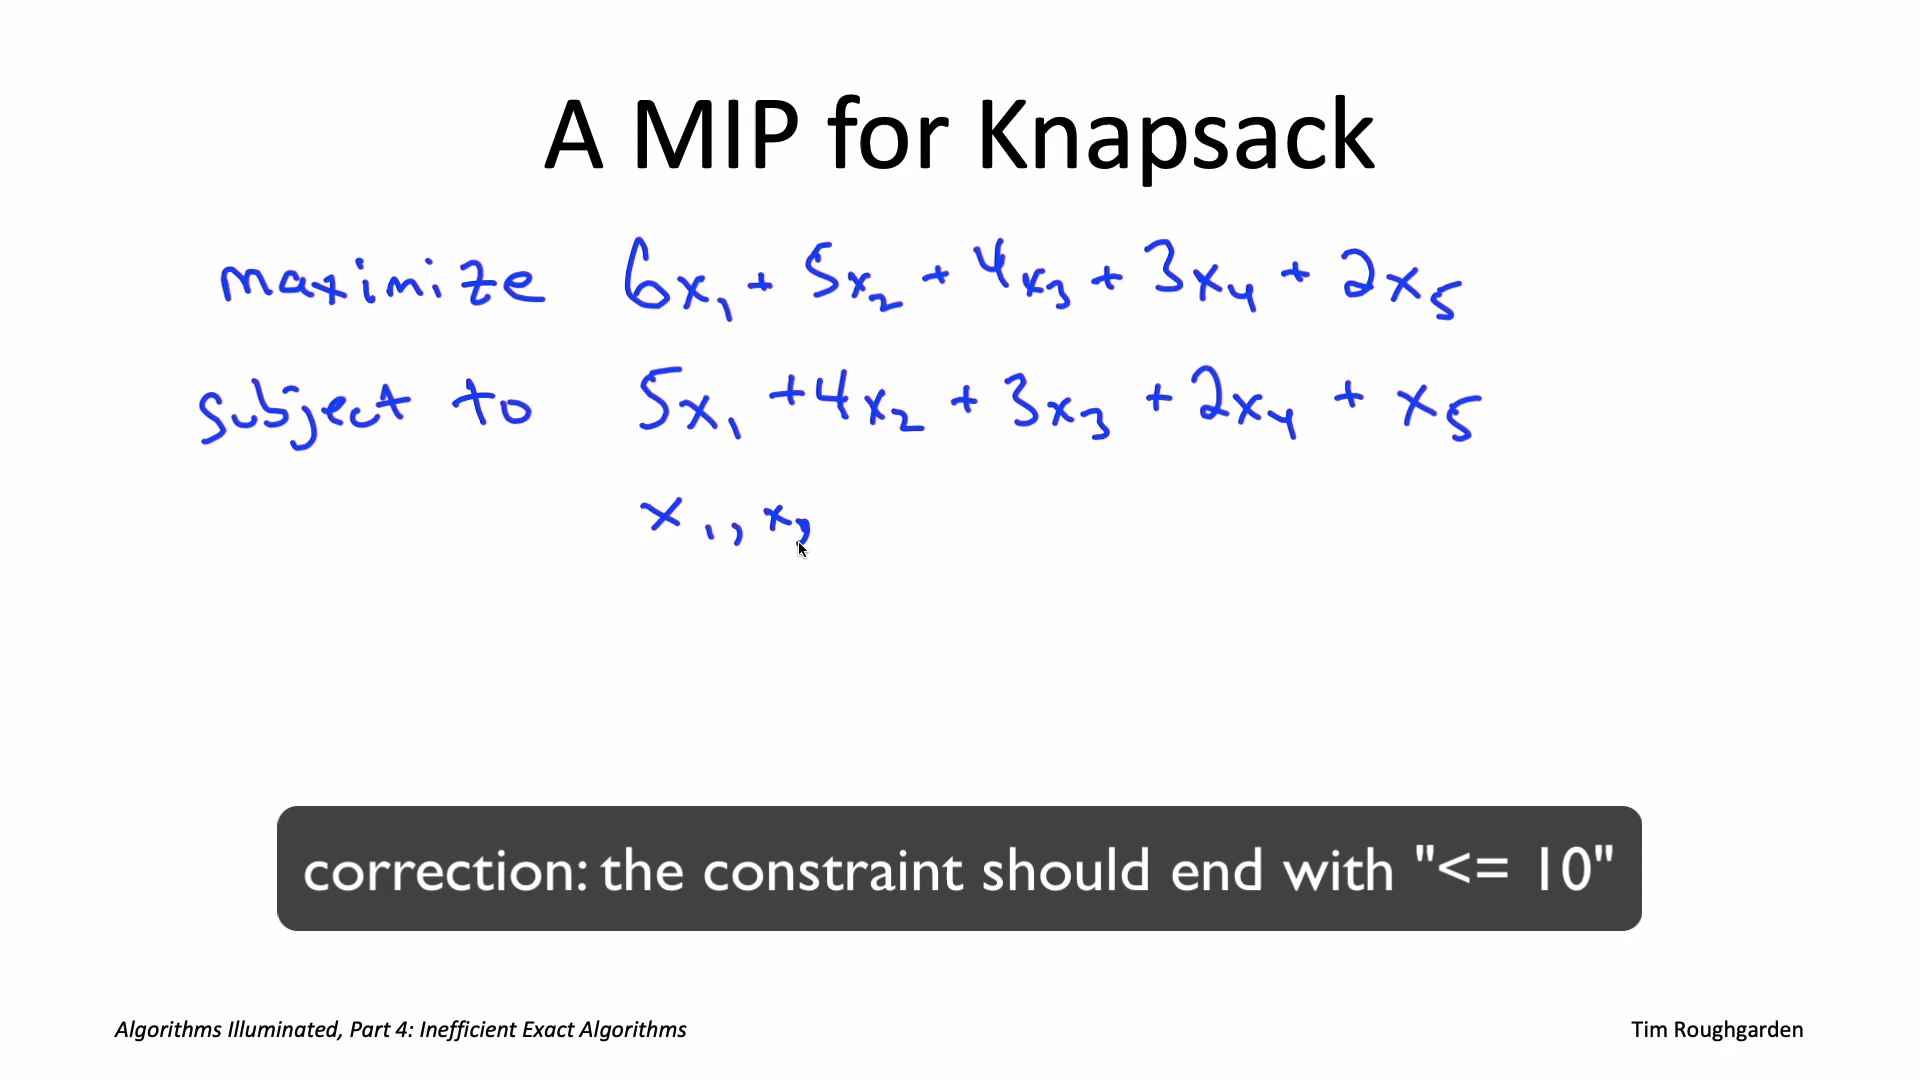 A MIP for Knapsack
maximize 6x₁ + 5x₂ + 4x₃ + 3x₄ + 2x₅
subject to 5x₁ + 4x₂ + 3x₃ + 2x₄ + x₅
x₁, x
correction: the constraint should end with "<= 10"
Algorithms Illuminated, Part 4: Inefficient Exact Algorithms
Tim Roughgarden